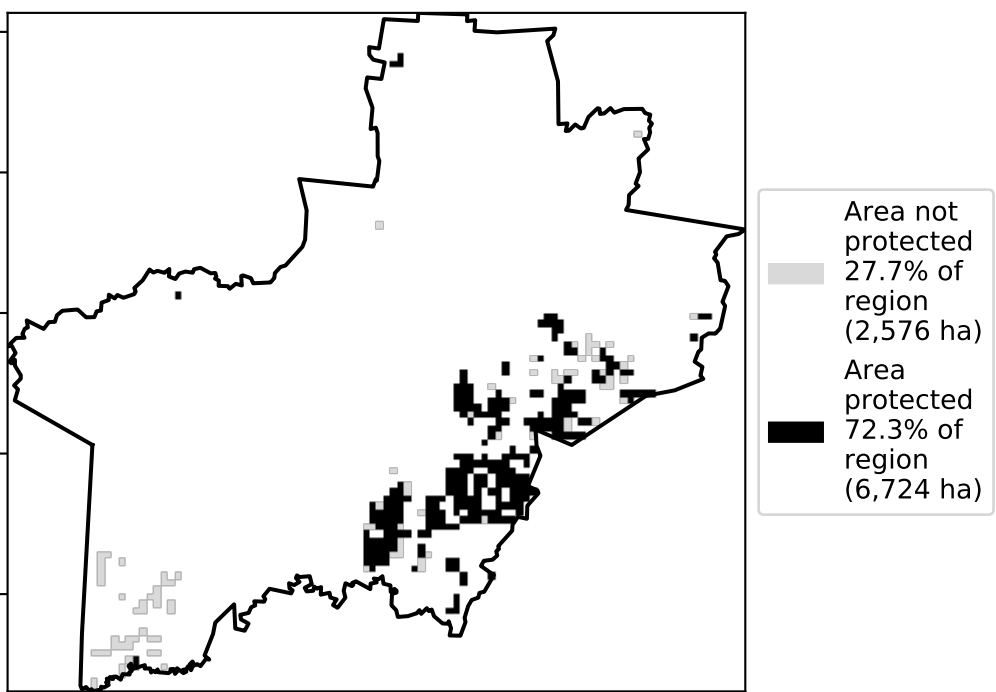 Area not
protected
27.7% of
region
(2,576 ha)
Area
protected
72.3% of
region
(6,724 ha)